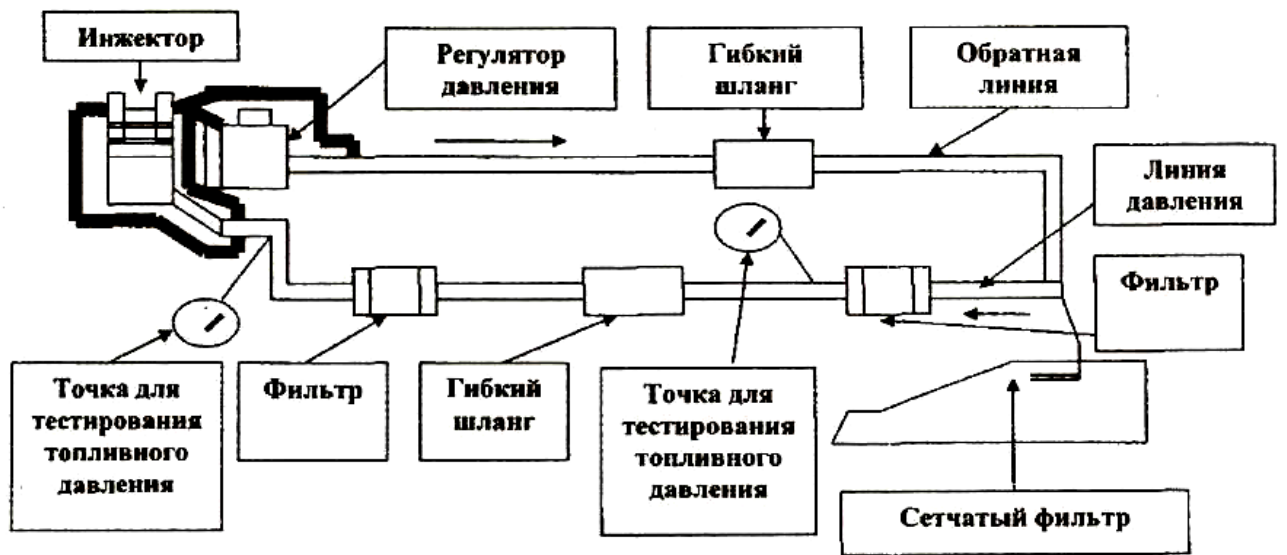 Инжектор
Регулятор
давления
Гибкий
шланг
Обратная
линия
Линия
давления
Фильтр
Точка для
тестирования
топливного
давления
Фильтр
Гибкий
шланг
Точка для
тестирования
топливного
давления
Сетчатый фильтр